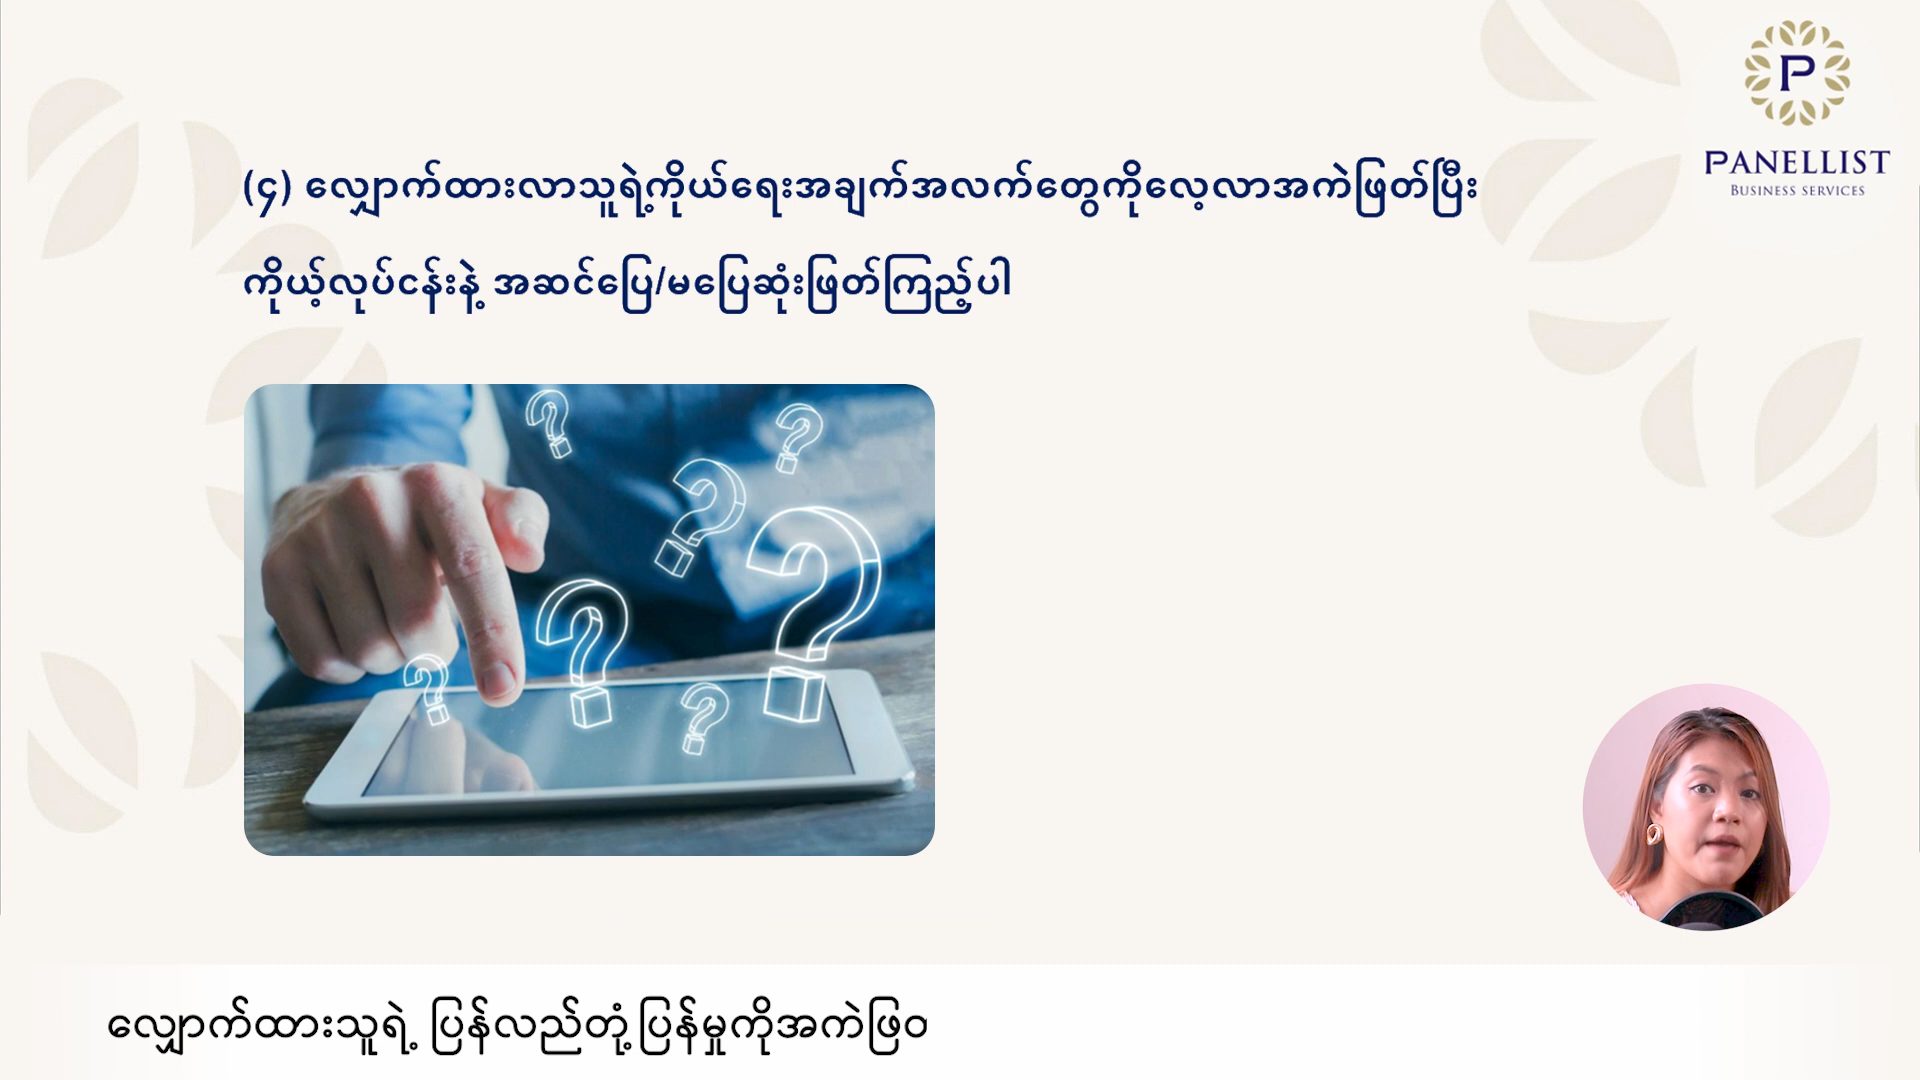 P
PANELLIST
BUSINESS SERVICES
(၄) လျှောက်ထားလာသူရဲ့ကိုယ်ရေးအချက်အလက်တွေကိုလေ့လာအကဲဖြတ်ပြီး
ကိုယ့်လုပ်ငန်းနဲ့ အဆင်ပြေ/မပြေဆုံးဖြတ်ကြည့်ပါ
လျှောက်ထားသူရဲ့ ပြန်လည်တုံ့ပြန်မှုကိုအကဲဖြ